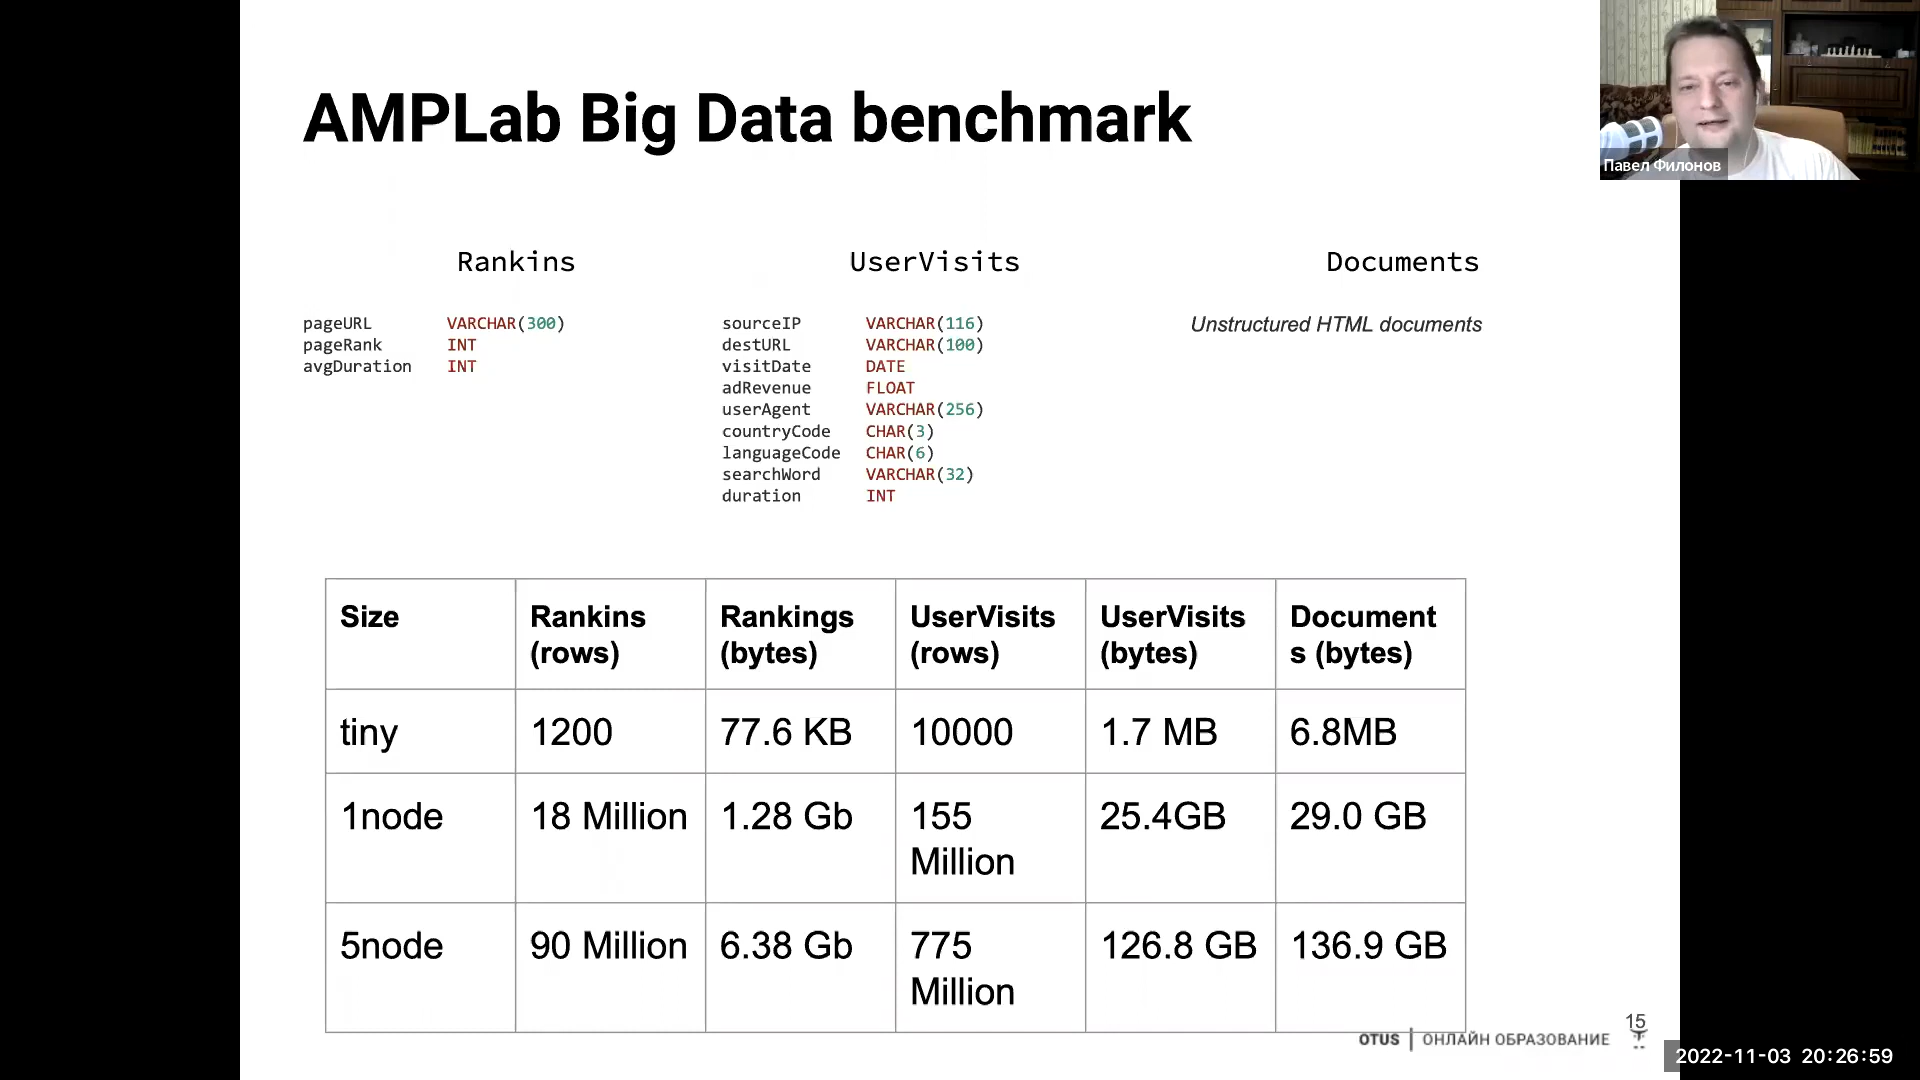 AMPLab Big Data benchmark
Павел Филонов
Rankins
pageURL VARCHAR(300)
pageRank INT
avgDuration INT
UserVisits
sourceIP VARCHAR(116)
destURL VARCHAR(100)
visitDate DATE
adRevenue FLOAT
userAgent VARCHAR(256)
countryCode CHAR(3)
languageCode CHAR(6)
searchWord VARCHAR(32)
duration INT
Documents
Unstructured HTML documents
Size Rankins Rankings UserVisits UserVisits Document
(rows) (bytes) (rows) (bytes) s (bytes)
tiny 1200 77.6 KB 10000 1.7 MB 6.8MB
1node 18 Million 1.28 Gb 155 25.4GB 29.0 GB
Million
5node 90 Million 6.38 Gb 775 126.8 GB 136.9 GB
Million
15
OTUS | ОНЛАЙН ОБРАЗОВАНИЕ
2022-11-03 20:26:59